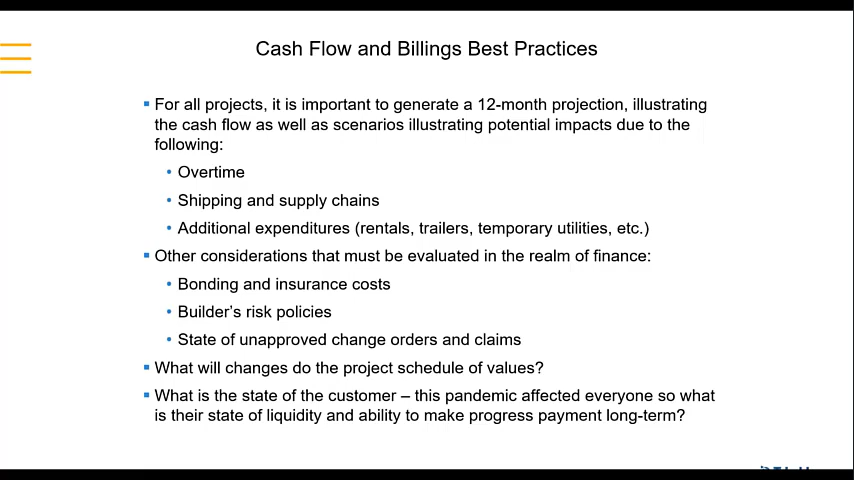 Cash Flow and Billings Best Practices
▪ For all projects, it is important to generate a 12-month projection, illustrating
the cash flow as well as scenarios illustrating potential impacts due to the
following:
• Overtime
• Shipping and supply chains
• Additional expenditures (rentals, trailers, temporary utilities, etc.)
▪ Other considerations that must be evaluated in the realm of finance:
• Bonding and insurance costs
• Builder's risk policies
• State of unapproved change orders and claims
▪ What will changes do the project schedule of values?
▪ What is the state of the customer – this pandemic affected everyone so what
is their state of liquidity and ability to make progress payment long-term?